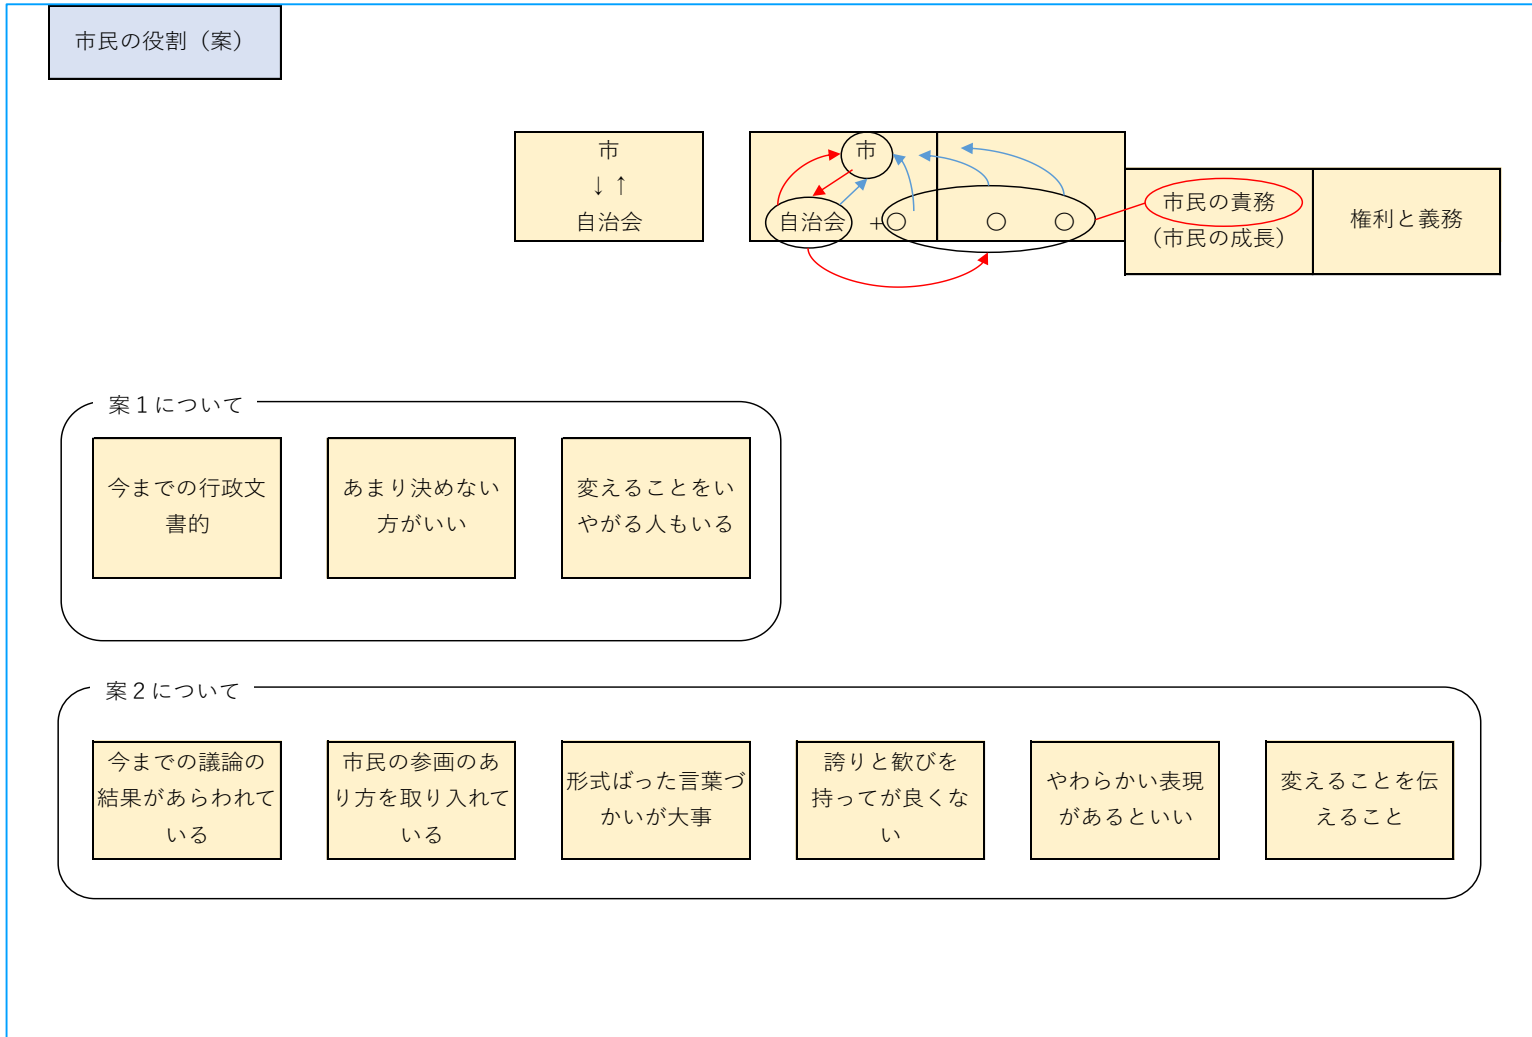 市民の役割（案）
市
↓↑
自治会
市
自治会 +○ ○ ○
市民の責務
（市民の成長）
権利と義務
案１について
今までの行政文
書的
あまり決めない
方がいい
変えることをい
やがる人もいる
案２について
今までの議論の
結果があらわれて
いる
市民の参画のあ
り方を取り入れて
いる
形式ばった言葉づ
かいが大事
誇りと歓びを
持ってが良くな
い
やわらかい表現
があるといい
変えることを伝
えること